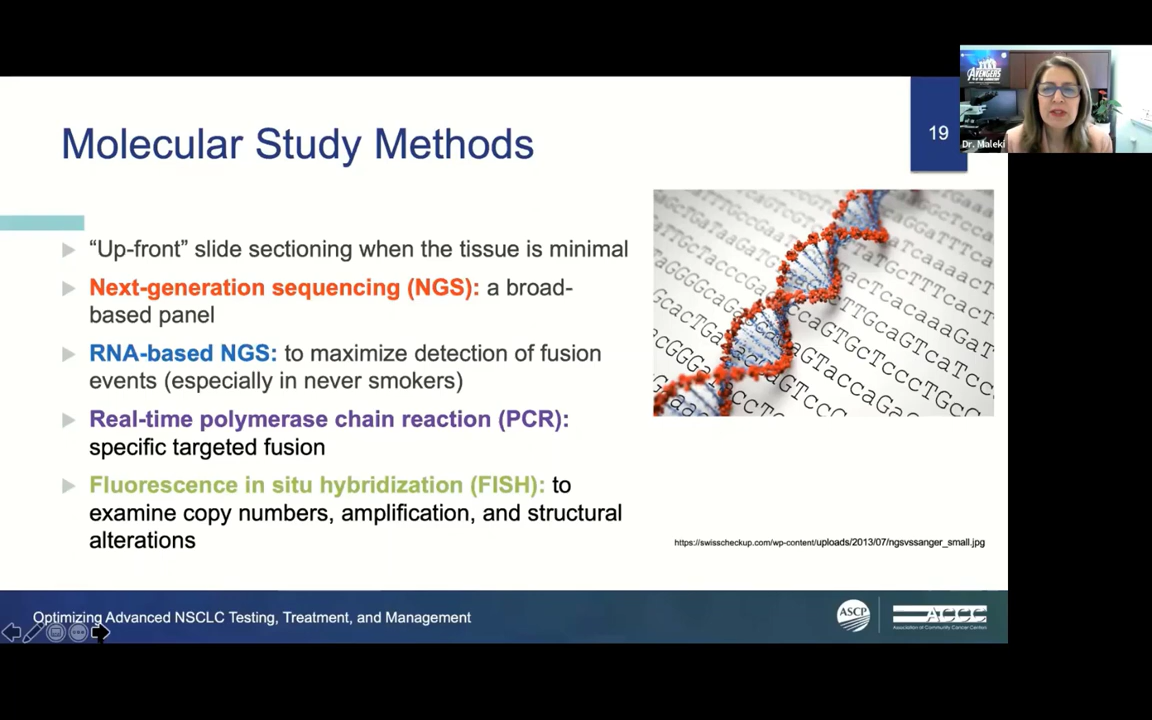 Molecular Study Methods
19
AVENGERS
Dr. Maleki
“Up-front” slide sectioning when the tissue is minimal
Next-generation sequencing (NGS): a broad-
based panel
RNA-based NGS: to maximize detection of fusion
events (especially in never smokers)
Real-time polymerase chain reaction (PCR):
specific targeted fusion
Fluorescence in situ hybridization (FISH): to
examine copy numbers, amplification, and structural
alterations
https://swisscheckup.com/wp-content/uploads/2013/07/ngsvssanger_small.jpg
Optimizing Advanced NSCLC Testing, Treatment, and Management
ASCP
ACCC
Association of Community Cancer Centers